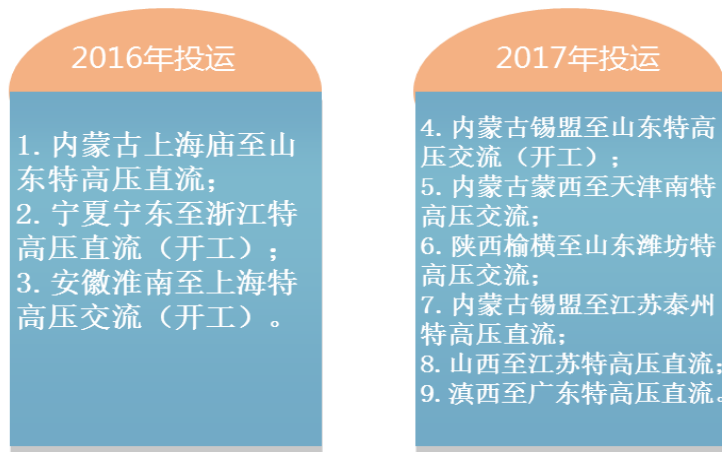 2016年投运
1. 内蒙古上海庙至山
东特高压直流；
2. 宁夏宁东至浙江特
高压直流（开工）；
3. 安徽淮南至上海特
高压交流（开工）。
2017年投运
4. 内蒙古锡盟至山东特高
压交流（开工）；
5. 内蒙古蒙西至天津南特
高压交流；
6. 陕西榆横至山东潍坊特
高压交流；
7. 内蒙古锡盟至江苏泰州
特高压直流；
8. 山西至江苏特高压直流；
9. 滇西至广东特高压直流。